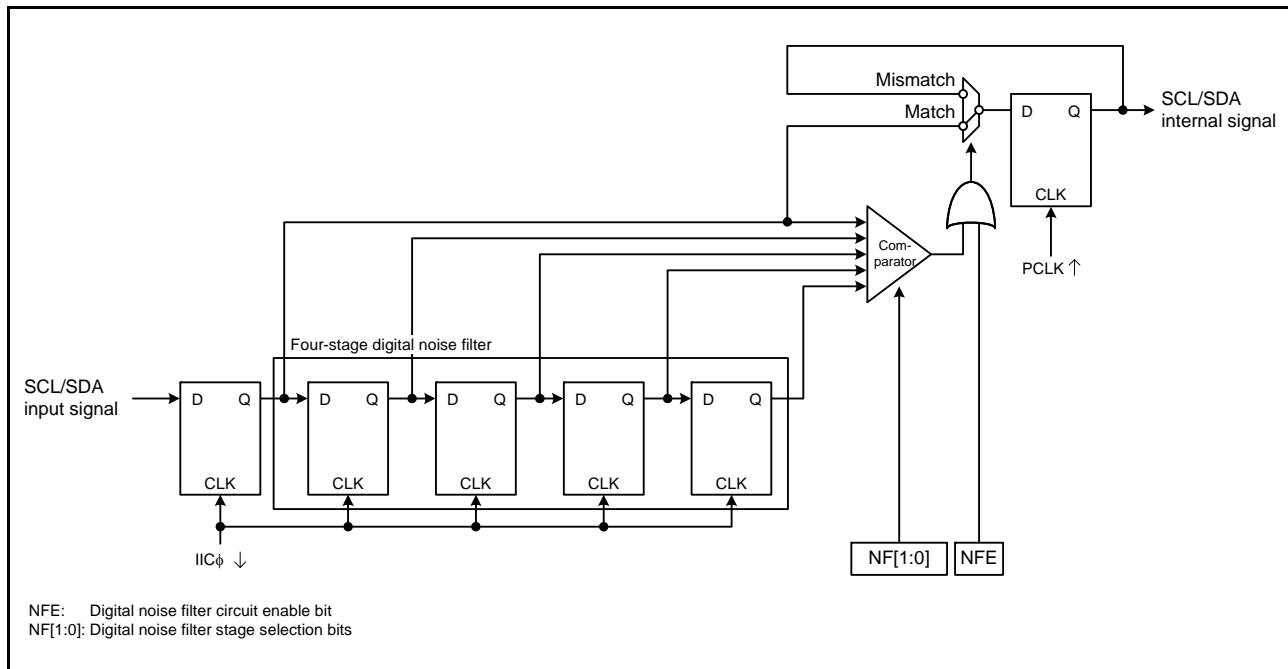 Mismatch
Match
D Q
CLK
PCLK ↑
SCL/SDA
internal signal
Com-
parator
Four-stage digital noise filter
SCL/SDA
input signal
D Q
CLK
D Q
CLK
D Q
CLK
D Q
CLK
D Q
CLK
IICφ ↓
NF[1:0]
NFE
NFE: Digital noise filter circuit enable bit
NF[1:0]: Digital noise filter stage selection bits